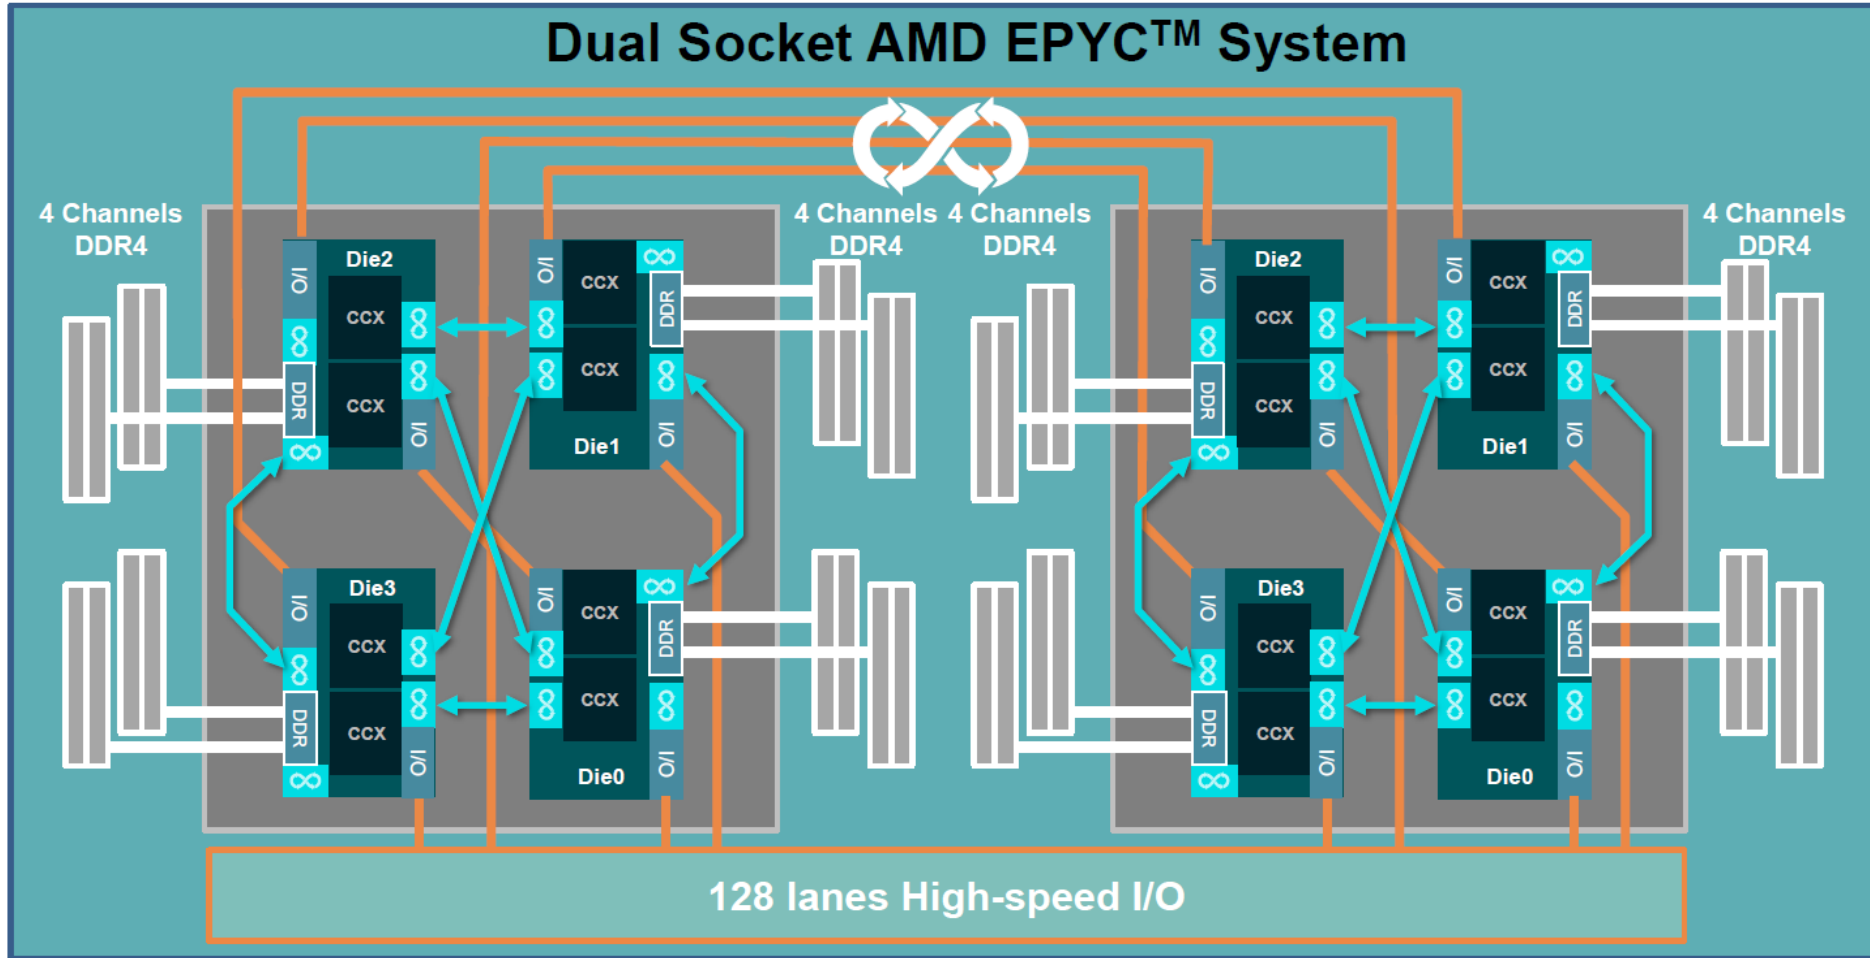 Dual Socket AMD EPYC™ System
4 Channels
DDR4
4 Channels
DDR4
4 Channels
DDR4
4 Channels
DDR4
I/O
Die2
CCX
CCX
DDR
I/O
I/O
CCX
CCX
DDR
Die1
I/O
I/O
Die2
CCX
CCX
DDR
I/O
I/O
CCX
CCX
DDR
Die1
I/O
I/O
Die3
CCX
CCX
DDR
I/O
I/O
CCX
CCX
DDR
Die0
I/O
I/O
Die3
CCX
CCX
DDR
I/O
I/O
CCX
CCX
DDR
Die0
I/O
128 lanes High-speed I/O